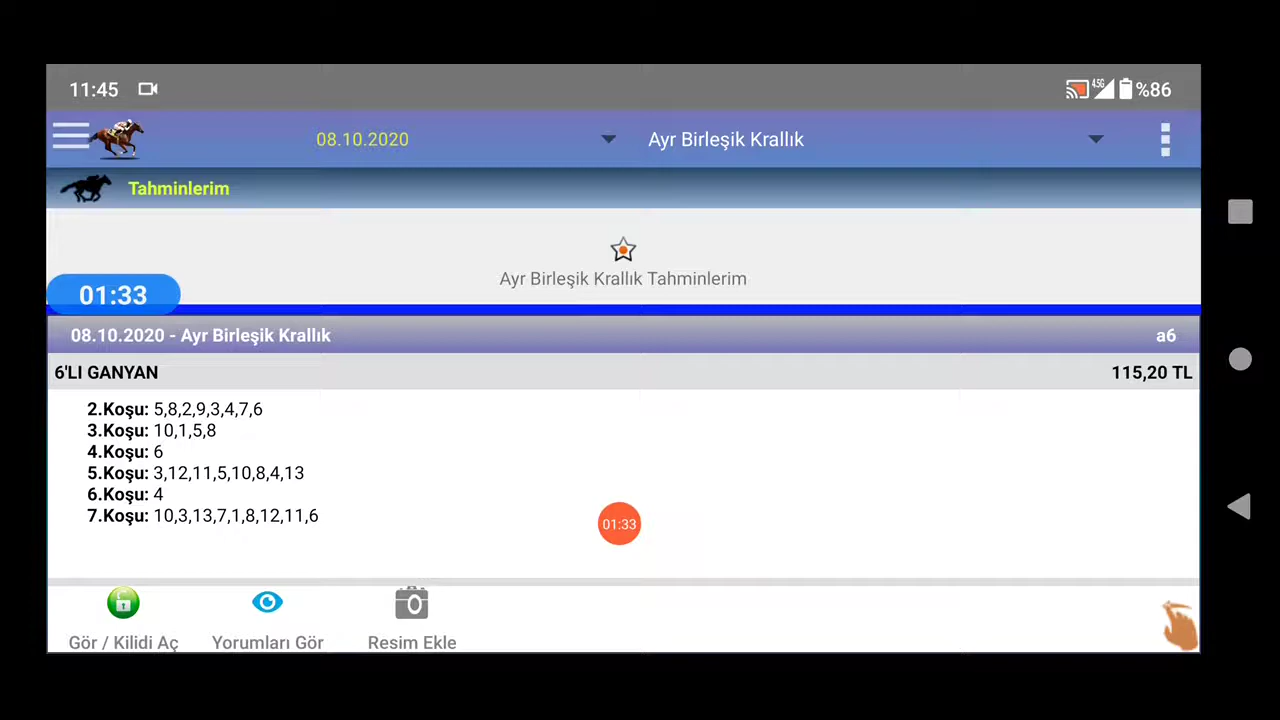 11:45
4.5G
%86
08.10.2020
Ayr Birleşik Krallık
Tahminlerim
Ayr Birleşik Krallık Tahminlerim
01:33
08.10.2020 - Ayr Birleşik Krallık
a6
6'LI GANYAN
115,20 TL
2.Koşu: 5,8,2,9,3,4,7,6
3.Koşu: 10,1,5,8
4.Koşu: 6
5.Koşu: 3,12,11,5,10,8,4,13
6.Koşu: 4
7.Koşu: 10,3,13,7,1,8,12,11,6
01:33
Gör / Kilidi Aç
Yorumları Gör
Resim Ekle